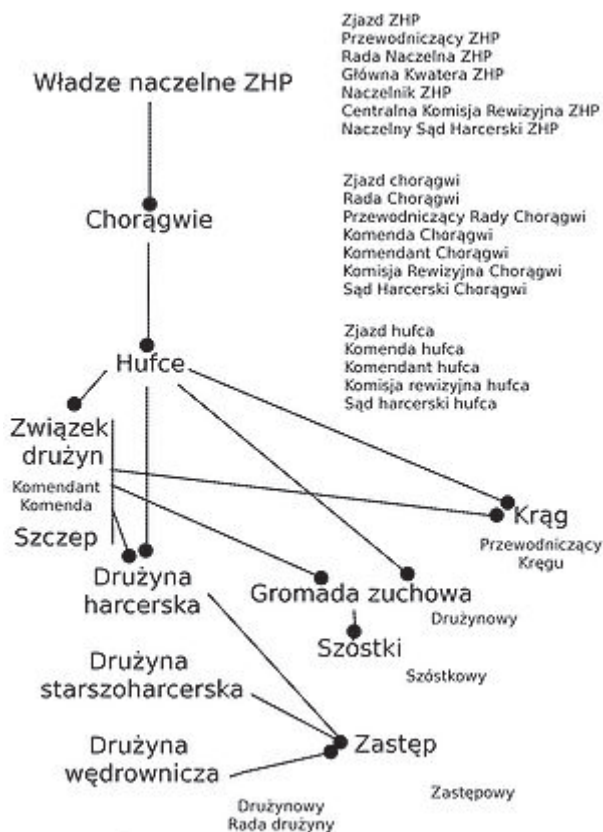 Zjazd ZHP
Przewodniczący ZHP
Rada Naczelna ZHP
Główna Kwatera ZHP
Naczelnik ZHP
Centralna Komisja Rewizyjna ZHP
Naczelny Sąd Harcerski ZHP
Władze naczelne ZHP
Zjazd chorągwi
Rada Chorągwi
Przewodniczący Rady Chorągwi
Komenda Chorągwi
Komendant Chorągwi
Komisja Rewizyjna Chorągwi
Sąd Harcerski Chorągwi
Chorągwie
Zjazd hufca
Komenda hufca
Komendant hufca
Komisja rewizyjna hufca
Sąd harcerski hufca
Hufce
Związek
drużyn
Komendant
Komenda
Szczep
Krąg
Przewodniczący
Kręgu
Drużyna
harcerska
Gromada zuchowa
Drużynowy
Szóstki
Szóstkowy
Drużyna
starszoharcerska
Drużyna
wędrownicza
Zastęp
Zastępowy
Drużynowy
Rada drużyny